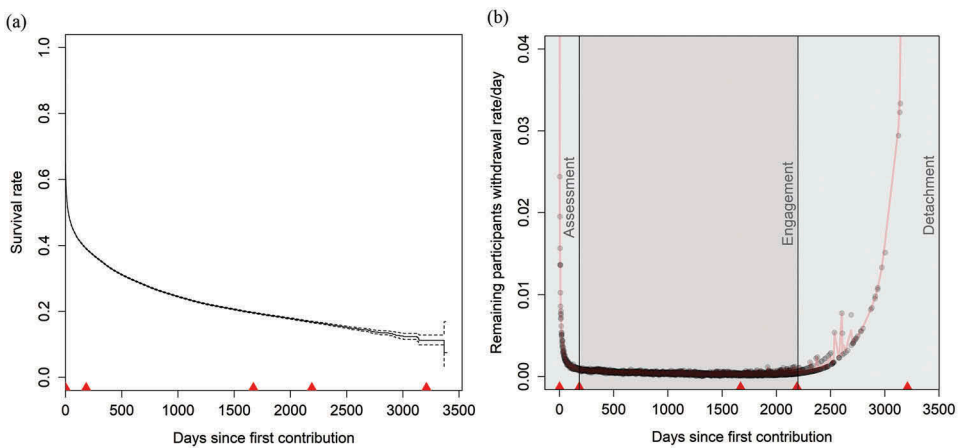 (a)
1.0
0.8
0.6
0.4
0.2
0.0
Survival rate
0 500 1000 1500 2000 2500 3000 3500
Days since first contribution
(b)
0.04
0.03
0.02
0.01
0.00
Remaining participants withdrawal rate/day
Assessment
Engagement
Detachment
0 500 1000 1500 2000 2500 3000 3500
Days since first contribution